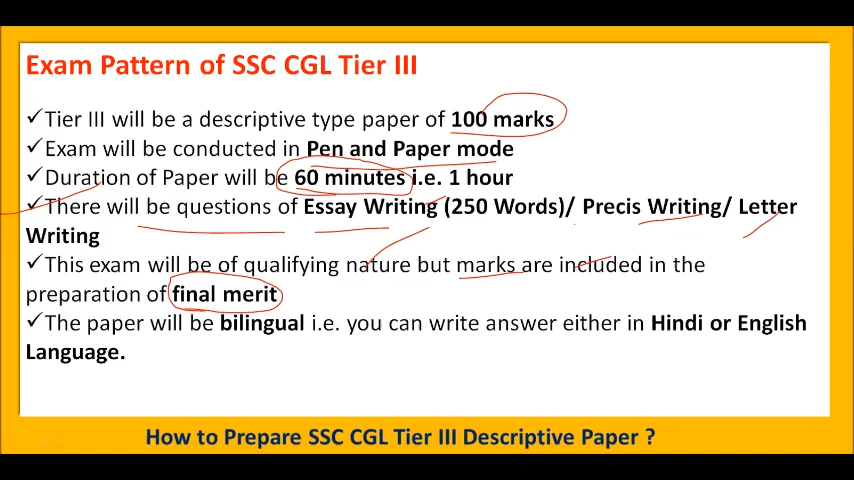 Exam Pattern of SSC CGL Tier III
✓Tier III will be a descriptive type paper of 100 marks
✓Exam will be conducted in Pen and Paper mode
✓Duration of Paper will be 60 minutes i.e. 1 hour
✓There will be questions of Essay Writing (250 Words)/ Precis Writing/ Letter
Writing
✓This exam will be of qualifying nature but marks are included in the
preparation of final merit
✓The paper will be bilingual i.e. you can write answer either in Hindi or English
Language.
How to Prepare SSC CGL Tier III Descriptive Paper ?